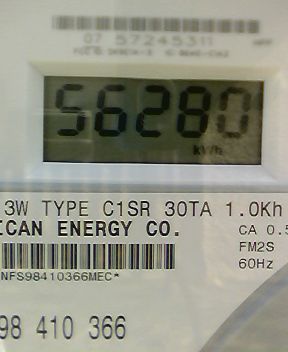 07 57245311
56280
kWh
3W TYPE C1SR 30TA 1.0Kh
ICAN ENERGY CO.
CA 0.5
FM2S
60Hz
NFS98410366MEC*
98 410 366